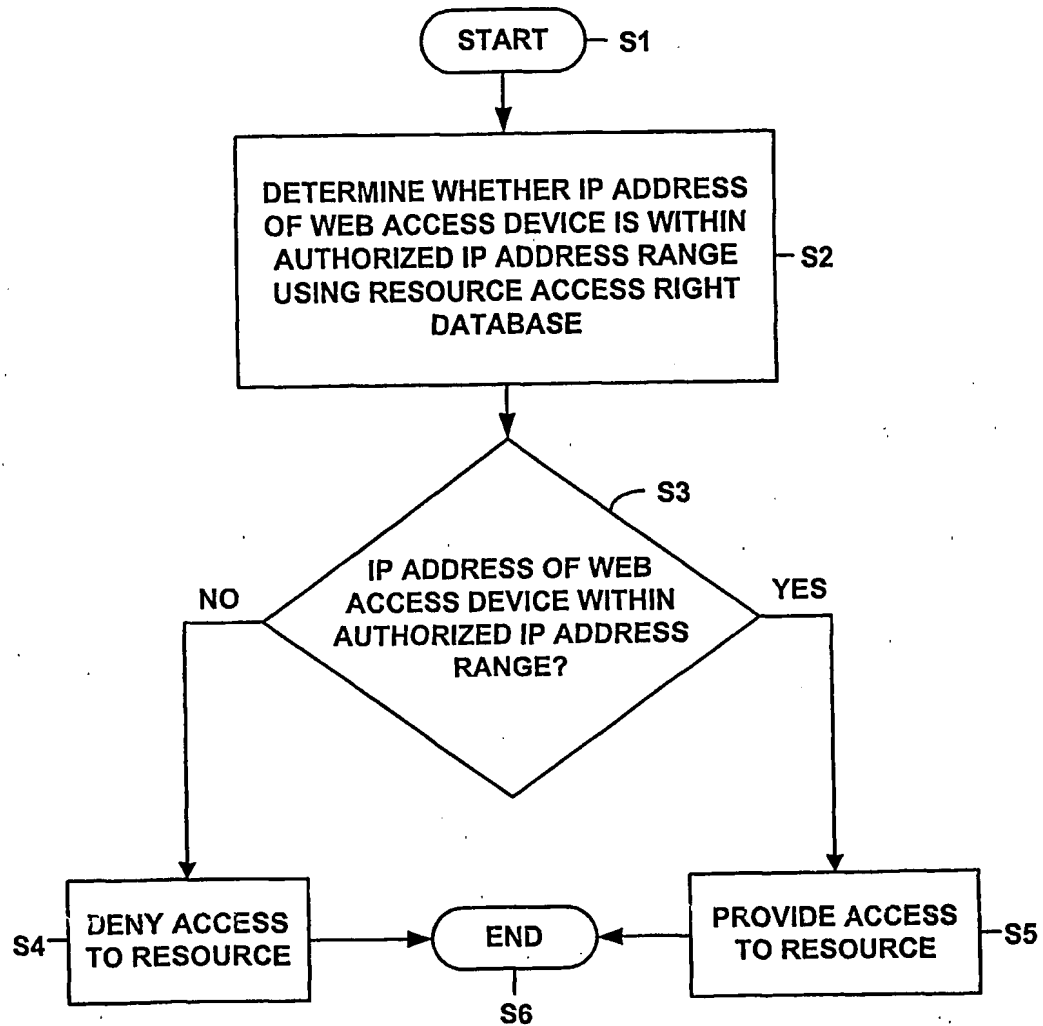 START
S1
DETERMINE WHETHER IP ADDRESS
OF WEB ACCESS DEVICE IS WITHIN
AUTHORIZED IP ADDRESS RANGE
USING RESOURCE ACCESS RIGHT
DATABASE
S2
S3
IP ADDRESS OF WEB
ACCESS DEVICE WITHIN
AUTHORIZED IP ADDRESS
RANGE?
NO
YES
S4
DENY ACCESS
TO RESOURCE
END
S6
PROVIDE ACCESS
TO RESOURCE
S5